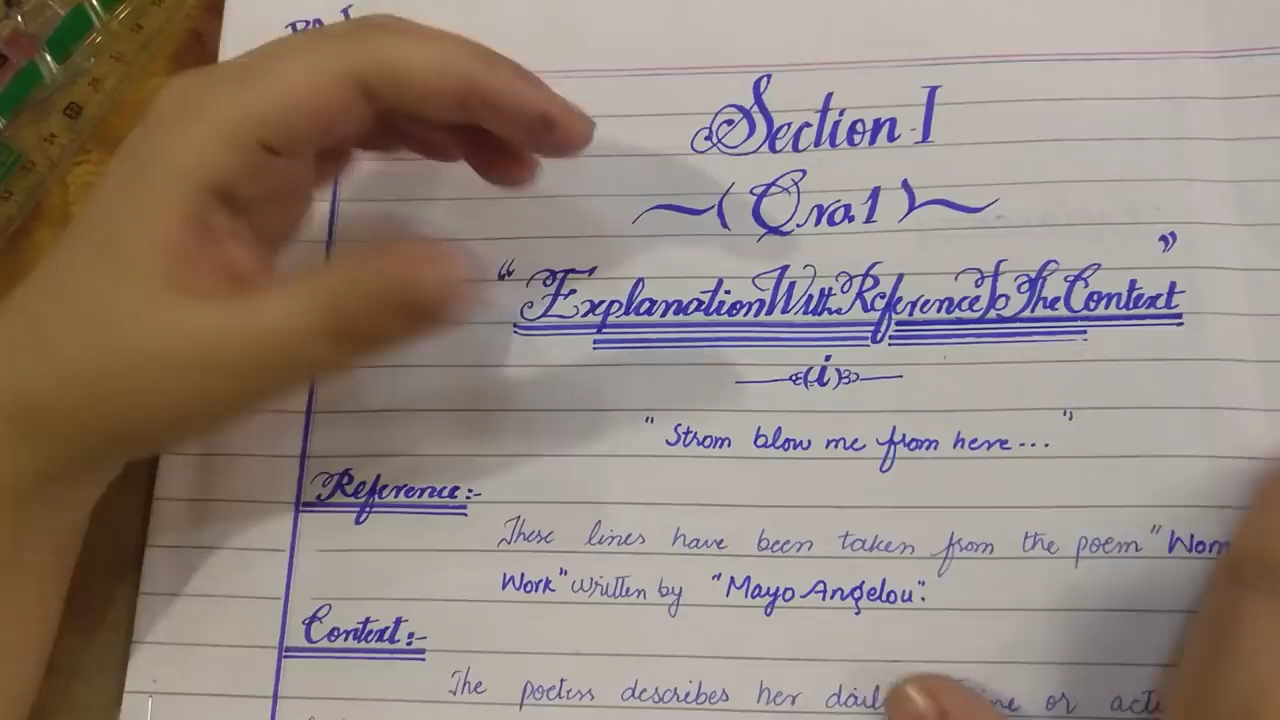 Section-I
(Q no.1)
"Explanation With Reference To The Context"
(i)
"Strom blow me from here..."
Reference:-
These lines have been taken from the poem "Wom
Work" written by "Mayo Angelou".
Context:-
The poetess describes her or